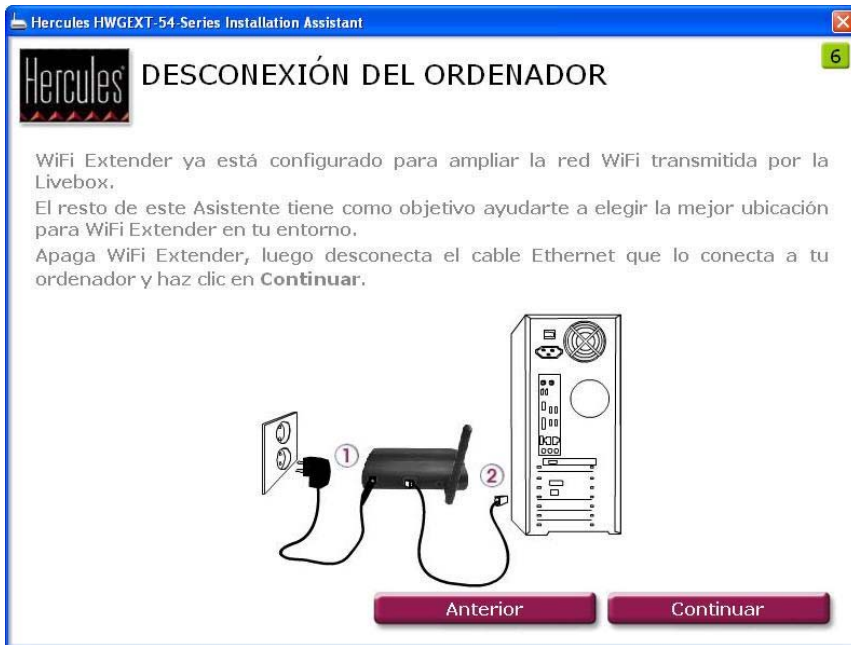 Hercules HWGEXT-54-Series Installation Assistant
Hercules
DESCONEXIÓN DEL ORDENADOR
6
WiFi Extender ya está configurado para ampliar la red WiFi transmitida por la
Livebox.
El resto de este Asistente tiene como objetivo ayudarte a elegir la mejor ubicación
para WiFi Extender en tu entorno.
Apaga WiFi Extender, luego desconecta el cable Ethernet que lo conecta a tu
ordenador y haz clic en Continuar.
1
2
Anterior
Continuar